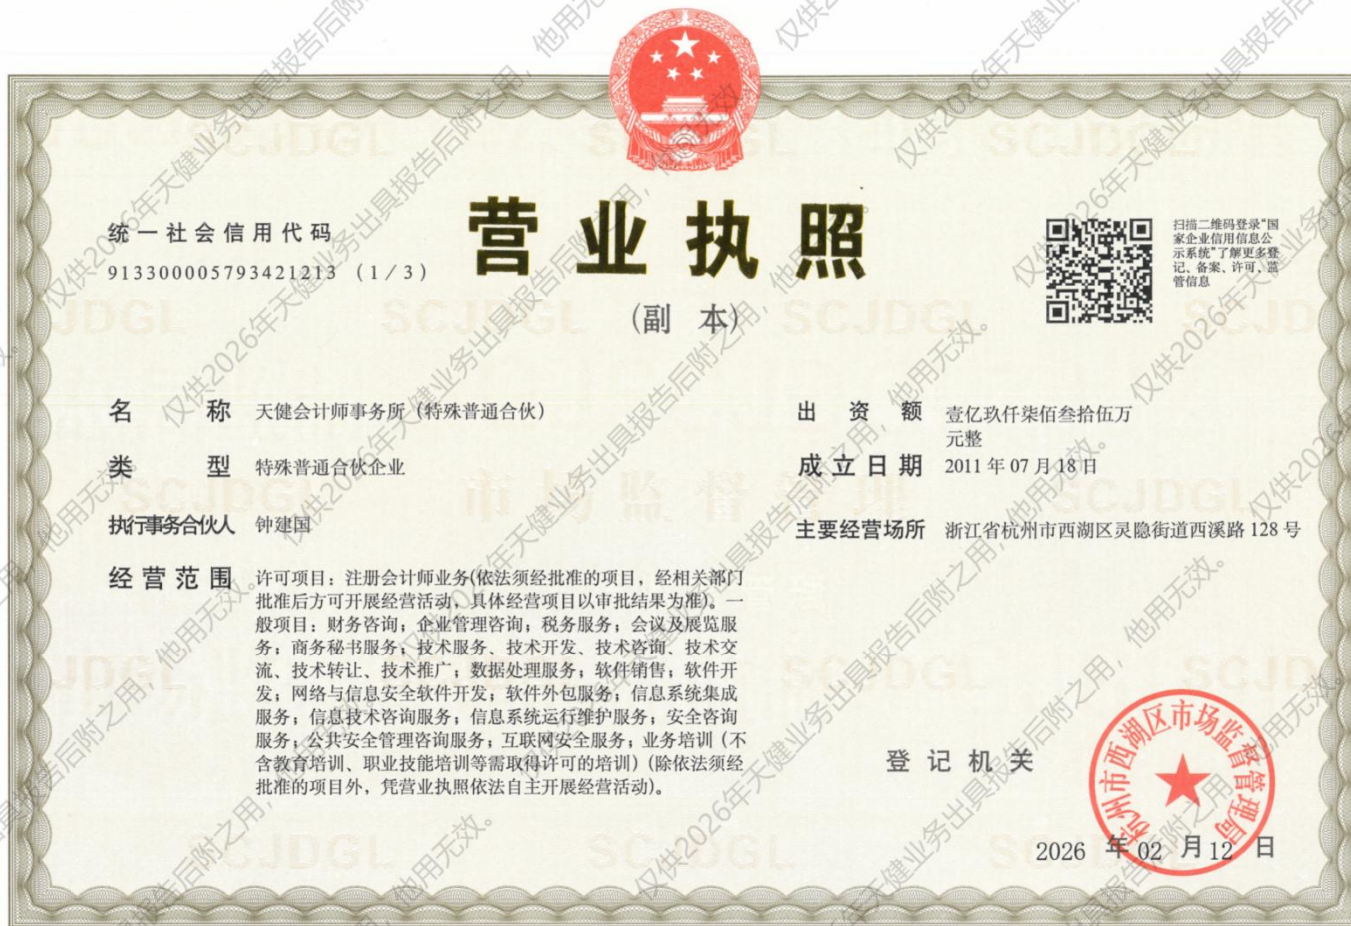 营业执照
(副 本)
统一社会信用代码
913300005793421213 (1/3)
扫描二维码登录“国
家企业信用信息公
示系统”了解更多登
记、备案、许可、监
管信息
名 称 天健会计师事务所（特殊普通合伙）
类 型 特殊普通合伙企业
执行事务合伙人 钟建国
经营范围 许可项目：注册会计师业务(依法须经批准的项目，经相关部门
批准后方可开展经营活动，具体经营项目以审批结果为准)。一
般项目：财务咨询；企业管理咨询；税务服务；会议及展览服
务；商务秘书服务；技术服务、技术开发、技术咨询、技术交
流、技术转让、技术推广；数据处理服务；软件销售；软件开
发；网络与信息安全软件开发；软件外包服务；信息系统集成
服务；信息技术咨询服务；信息系统运行维护服务；安全咨询
服务；公共安全管理咨询服务；互联网安全服务；业务培训（不
含教育培训、职业技能培训等需取得许可的培训）(除依法须经
批准的项目外，凭营业执照依法自主开展经营活动)。
出 资 额 壹亿玖仟柒佰叁拾伍万
元整
成立日期 2011年07月18日
主要经营场所 浙江省杭州市西湖区灵隐街道西溪路128号
登记机关
杭州市西湖区市场监督管理局
2026 年 02 月 12 日
仅供2026年天健业务出具报告后附之用，他用无效。
SCJDGL
市场监督管理